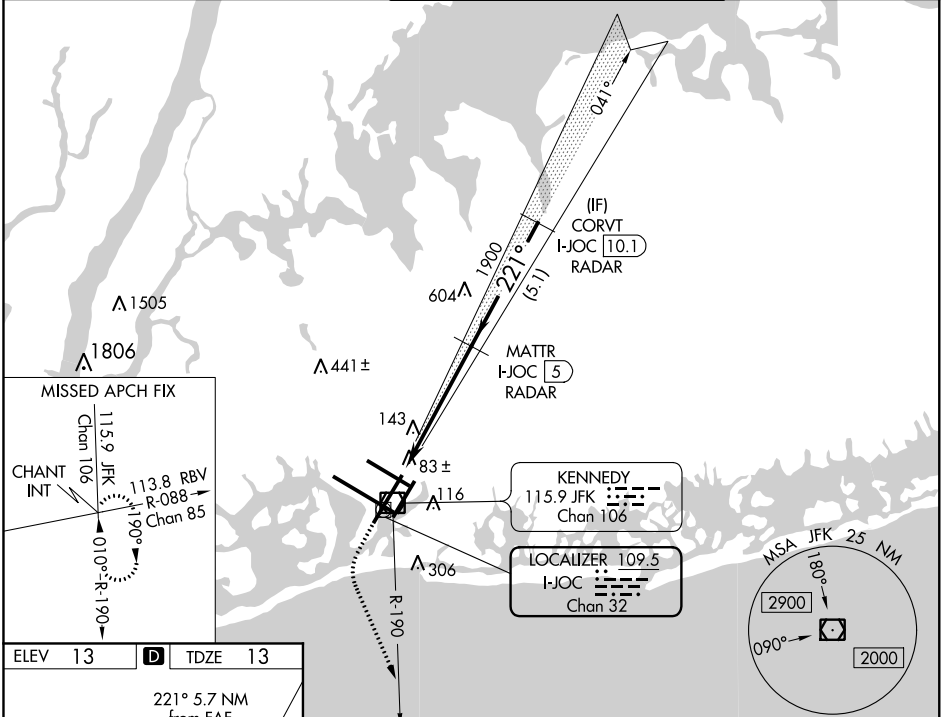 041°
(IF)
CORVT
I-JOC 10.1
RADAR
1900
221°
(5.1)
604
1505
1806
441 ±
MATTR
I-JOC 5
RADAR
143
83 ±
116
306
R-190
MISSED APCH FIX
115.9 JFK
Chan 106
CHANT
INT
113.8 RBV
R-088
Chan 85
190°
010°-R-190
KENNEDY
115.9 JFK
Chan 106
LOCALIZER 109.5
I-JOC
Chan 32
MSA JFK 25 NM
180°
2900
090°
2000
ELEV 13 D TDZE 13
221° 5.7 NM
from FAF